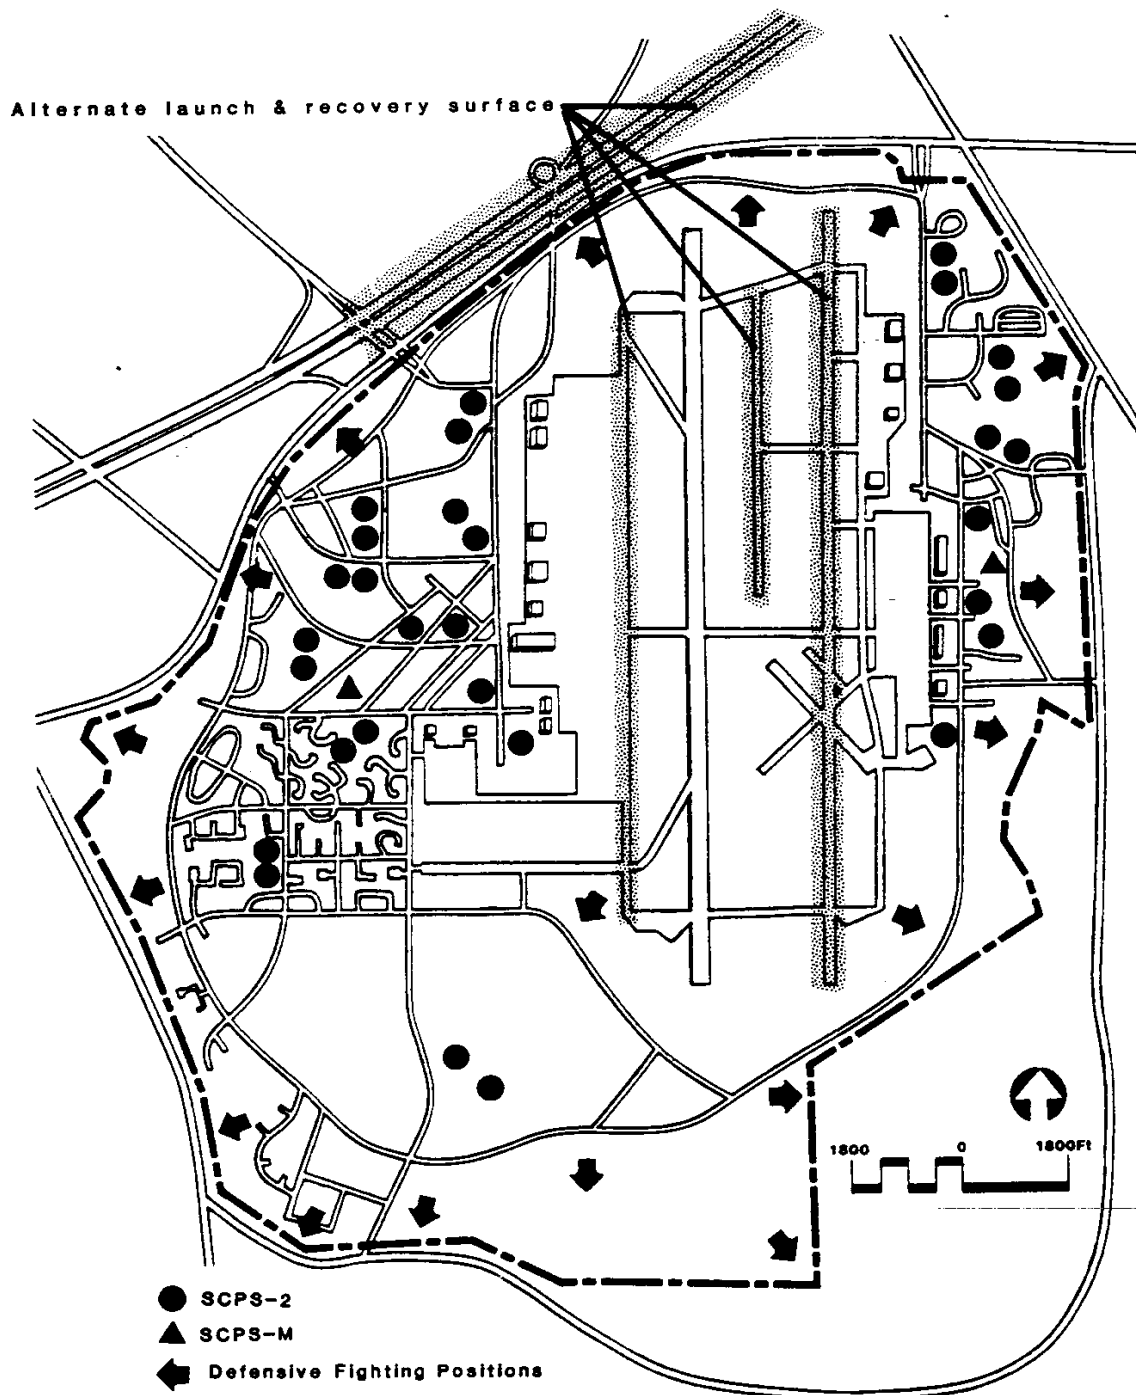 Alternate launch & recovery surface
1800 0 1800Ft
SCPS-2
SCPS-M
Defensive Fighting Positions